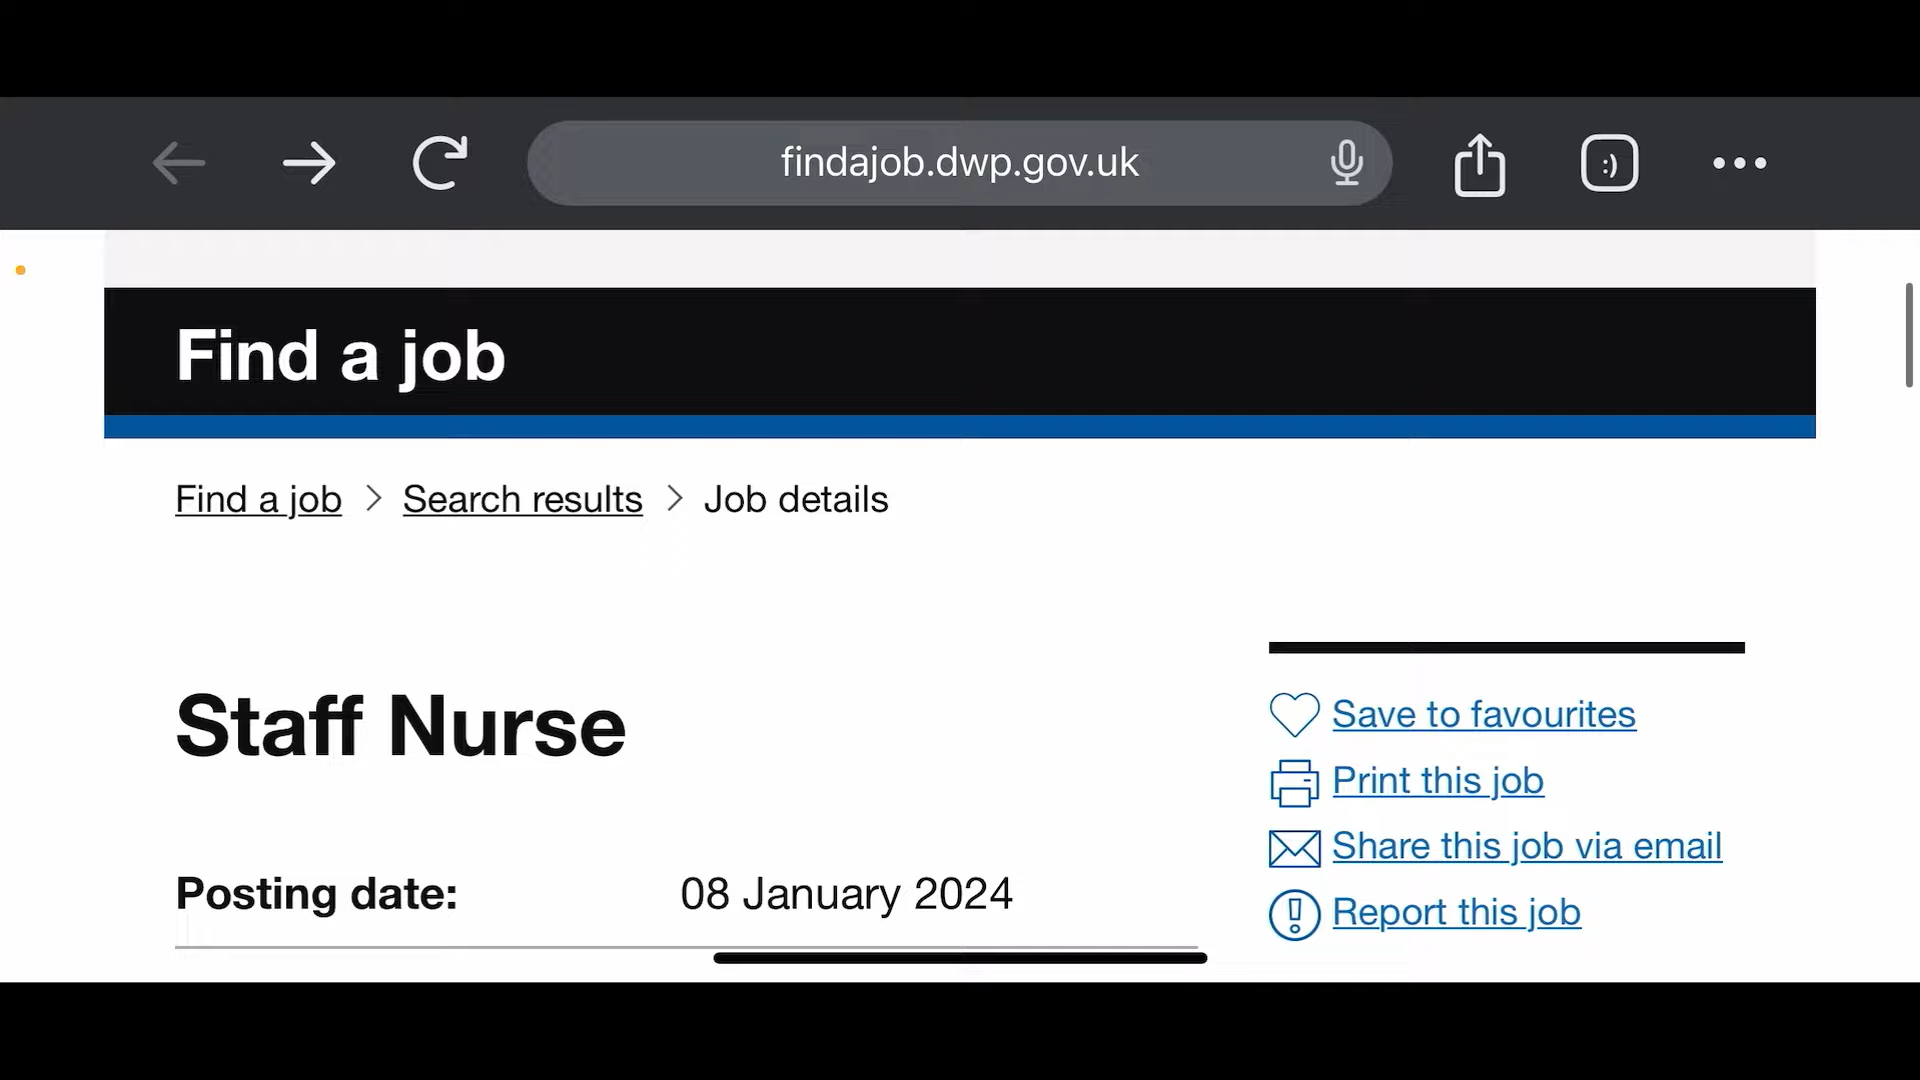 findajob.dwp.gov.uk
:)
Find a job
Find a job > Search results > Job details
Staff Nurse
Save to favourites
Print this job
Share this job via email
Report this job
Posting date: 08 January 2024